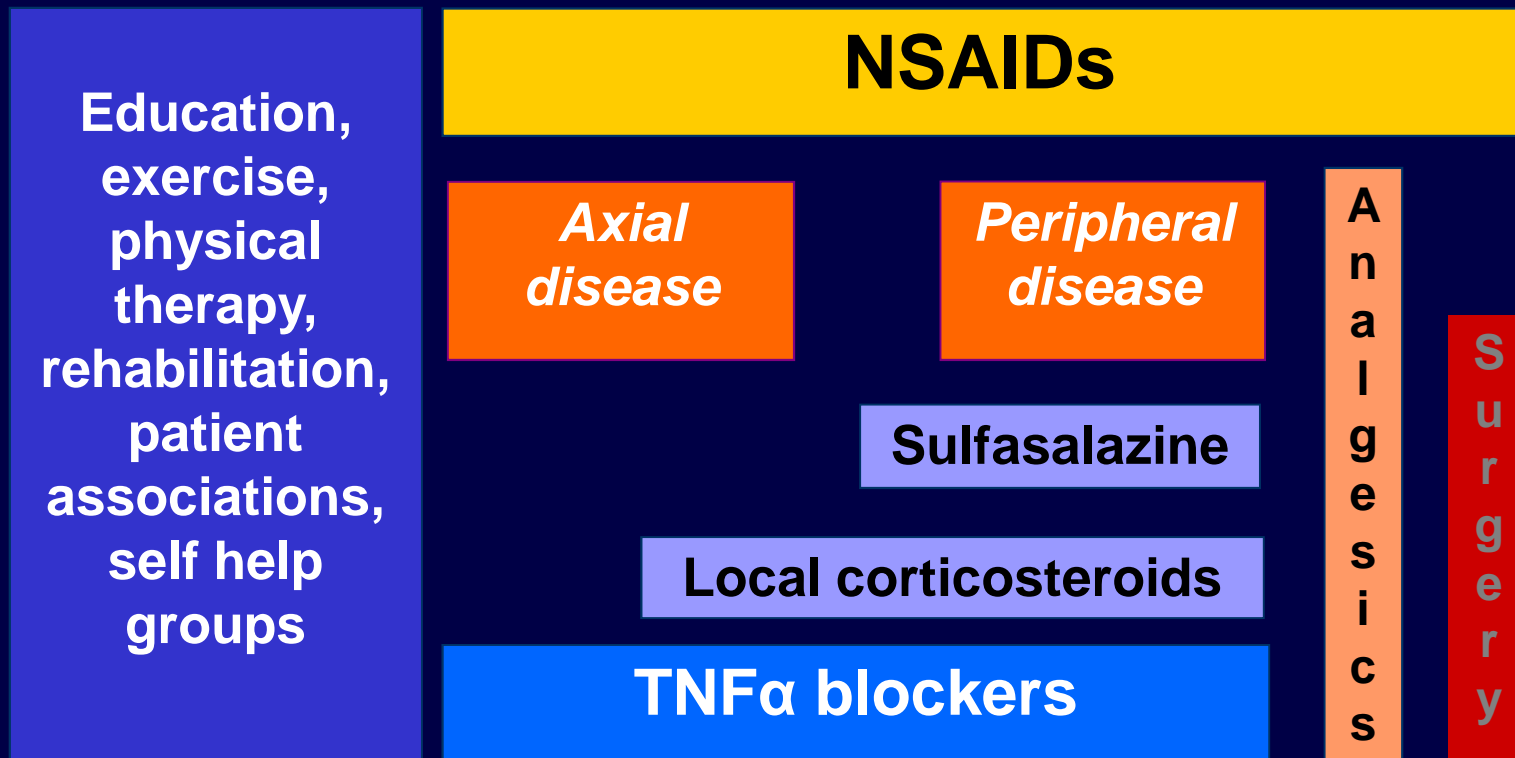 Education,
exercise,
physical
therapy,
rehabilitation,
patient
associations,
self help
groups
NSAIDs
Axial
disease
Peripheral
disease
Sulfasalazine
Local corticosteroids
TNFα blockers
Analgesics
Surgery